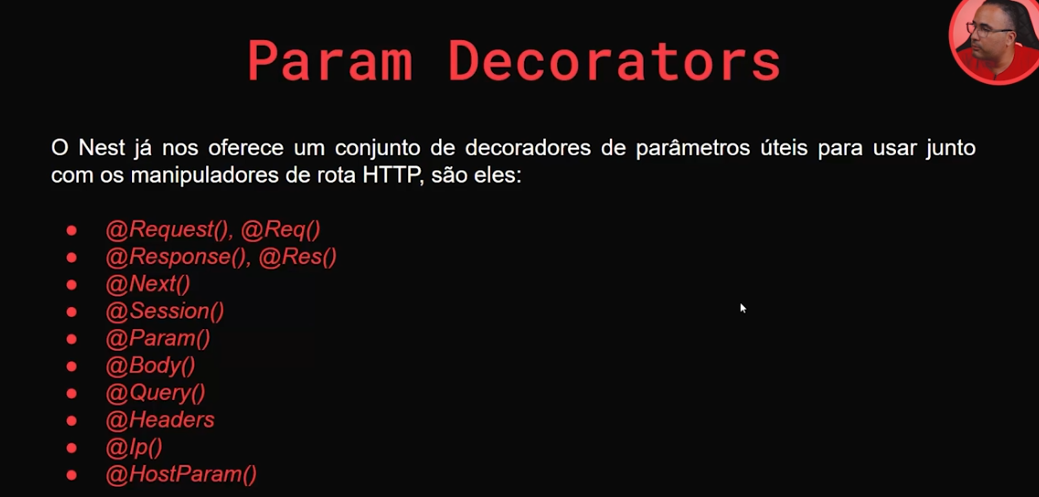 Param Decorators
O Nest já nos oferece um conjunto de decoradores de parâmetros úteis para usar junto
com os manipuladores de rota HTTP, são eles:
● @Request(), @Req()
● @Response(), @Res()
● @Next()
● @Session()
● @Param()
● @Body()
● @Query()
● @Headers
● @Ip()
● @HostParam()